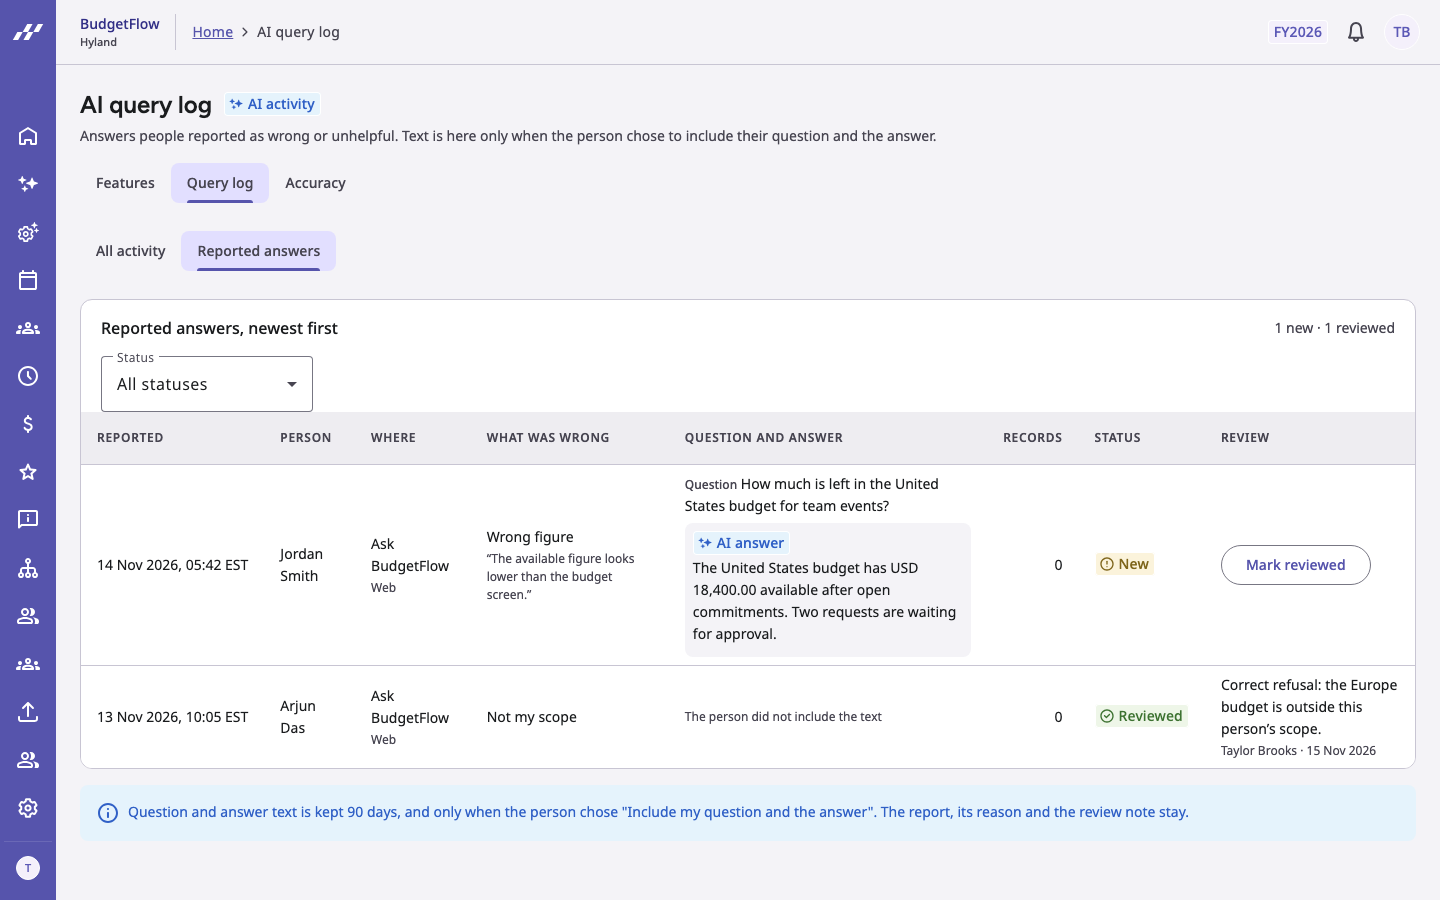 BudgetFlow
Hyland
Home
AI query log
FY2026
TB
AI query log
AI activity
Answers people reported as wrong or unhelpful. Text is here only when the person chose to include their question and the answer.
Features
Query log
Accuracy
All activity
Reported answers
Reported answers, newest first
1 new · 1 reviewed
Status
All statuses
REPORTED
PERSON
WHERE
WHAT WAS WRONG
QUESTION AND ANSWER
RECORDS
STATUS
REVIEW
14 Nov 2026, 05:42 EST
Jordan
Smith
Ask
BudgetFlow
Web
Wrong figure
“The available figure looks
lower than the budget
screen.”
Question How much is left in the United
States budget for team events?
AI answer
The United States budget has USD
18,400.00 available after open
commitments. Two requests are waiting
for approval.
0
New
Mark reviewed
13 Nov 2026, 10:05 EST
Arjun
Das
Ask
BudgetFlow
Web
Not my scope
The person did not include the text
0
Reviewed
Correct refusal: the Europe
budget is outside this
person’s scope.
Taylor Brooks · 15 Nov 2026
Question and answer text is kept 90 days, and only when the person chose "Include my question and the answer". The report, its reason and the review note stay.
T